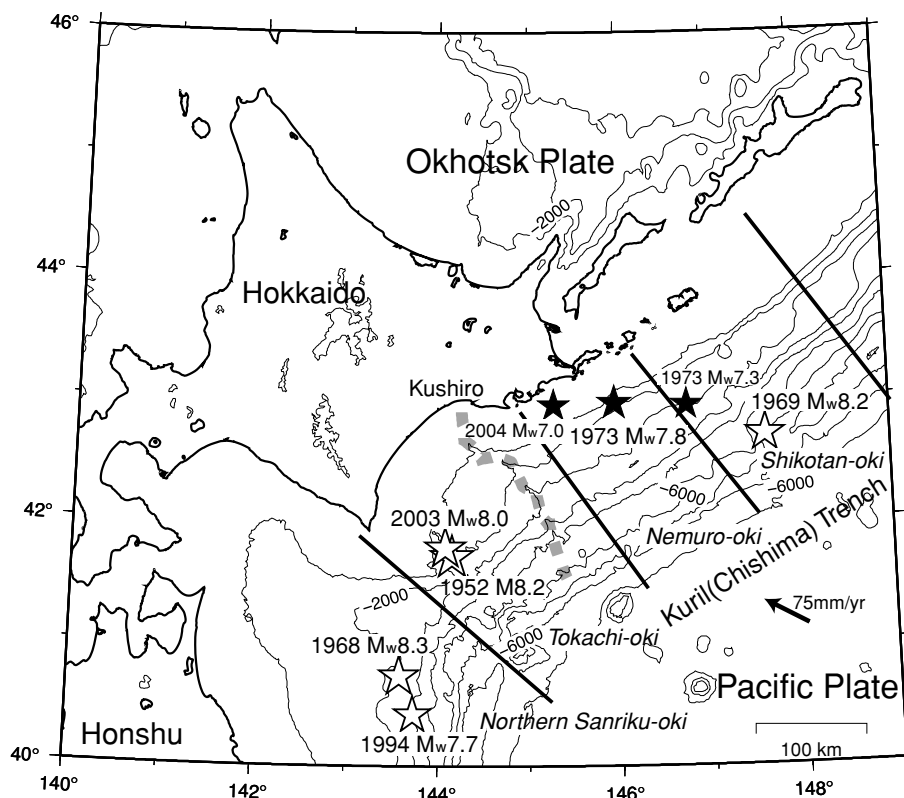 46°
Okhotsk Plate
−2000
44°
Hokkaido
Kushiro
1973 Mw7.3
1969 Mw8.2
2004 Mw7.0
1973 Mw7.8
Shikotan-oki
−6000
−6000
42°
2003 Mw8.0
Nemuro-oki
Kuril(Chishima) Trench
1952 M8.2
−2000
75mm/yr
1968 Mw8.3
−6000
Tokachi-oki
Pacific Plate
Northern Sanriku-oki
Honshu
1994 Mw7.7
100 km
40°
140°
142°
144°
146°
148°